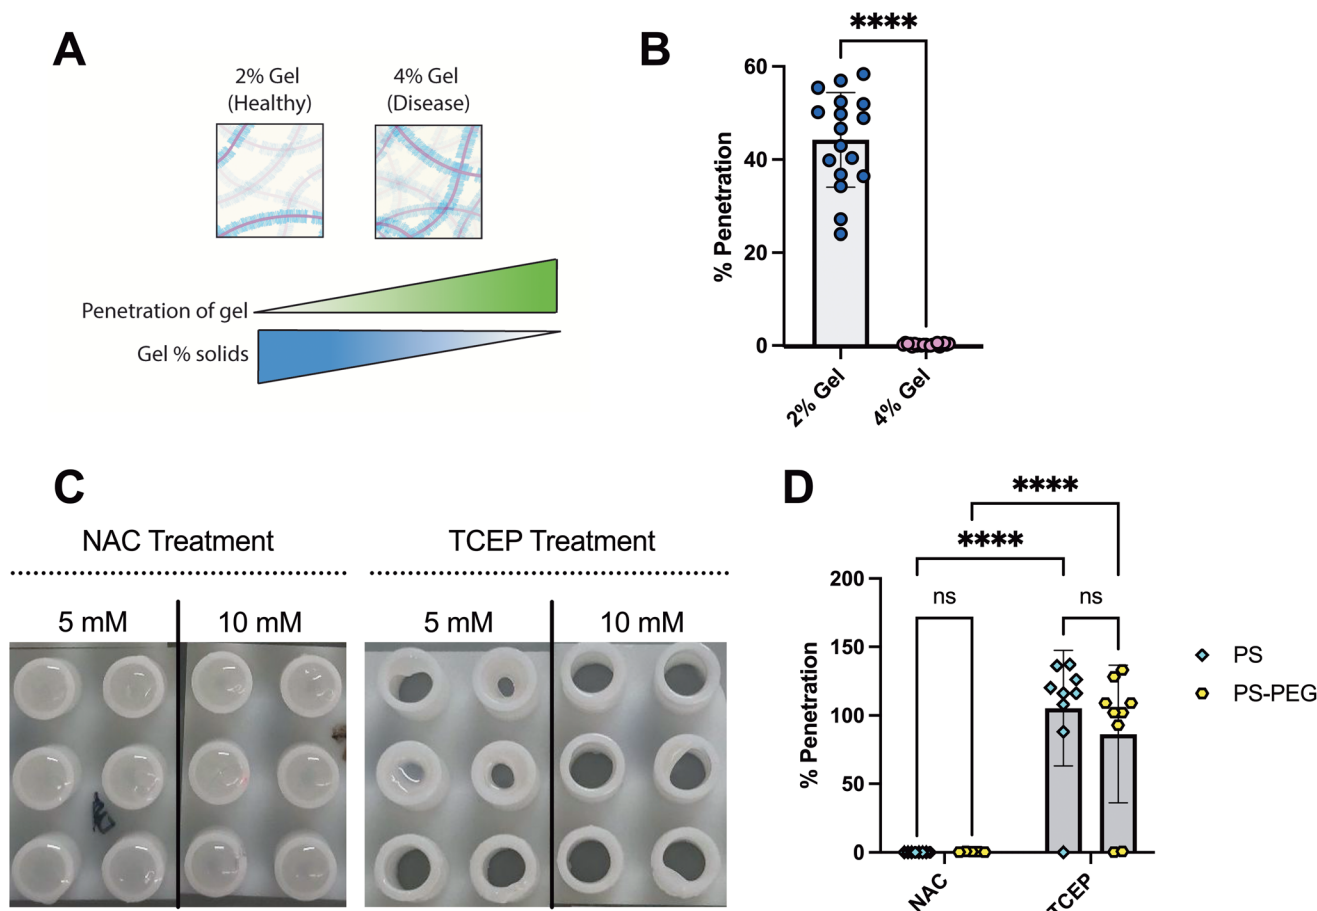 A
2% Gel
(Healthy)
4% Gel
(Disease)
Penetration of gel
Gel % solids
B
****
% Penetration
60
40
20
0
2% Gel
4% Gel
C
NAC Treatment
TCEP Treatment
5 mM
10 mM
5 mM
10 mM
D
****
****
ns
ns
% Penetration
200
150
100
50
0
NAC
TCEP
PS
PS-PEG